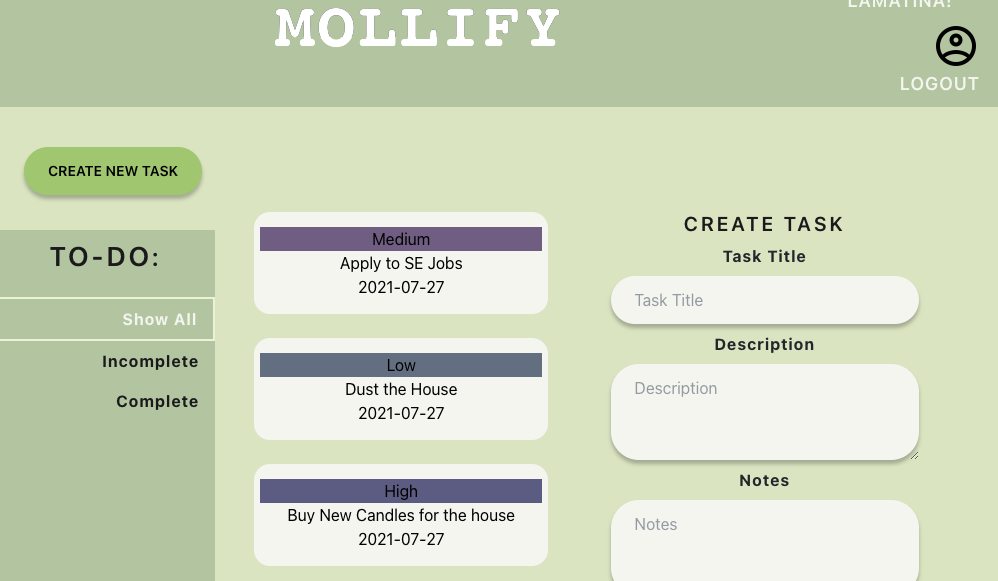 LAMATINA!
MOLLIFY
LOGOUT
CREATE NEW TASK
TO-DO:
Show All
Incomplete
Complete
Medium
Apply to SE Jobs
2021-07-27
Low
Dust the House
2021-07-27
High
Buy New Candles for the house
2021-07-27
CREATE TASK
Task Title
Task Title
Description
Description
Notes
Notes